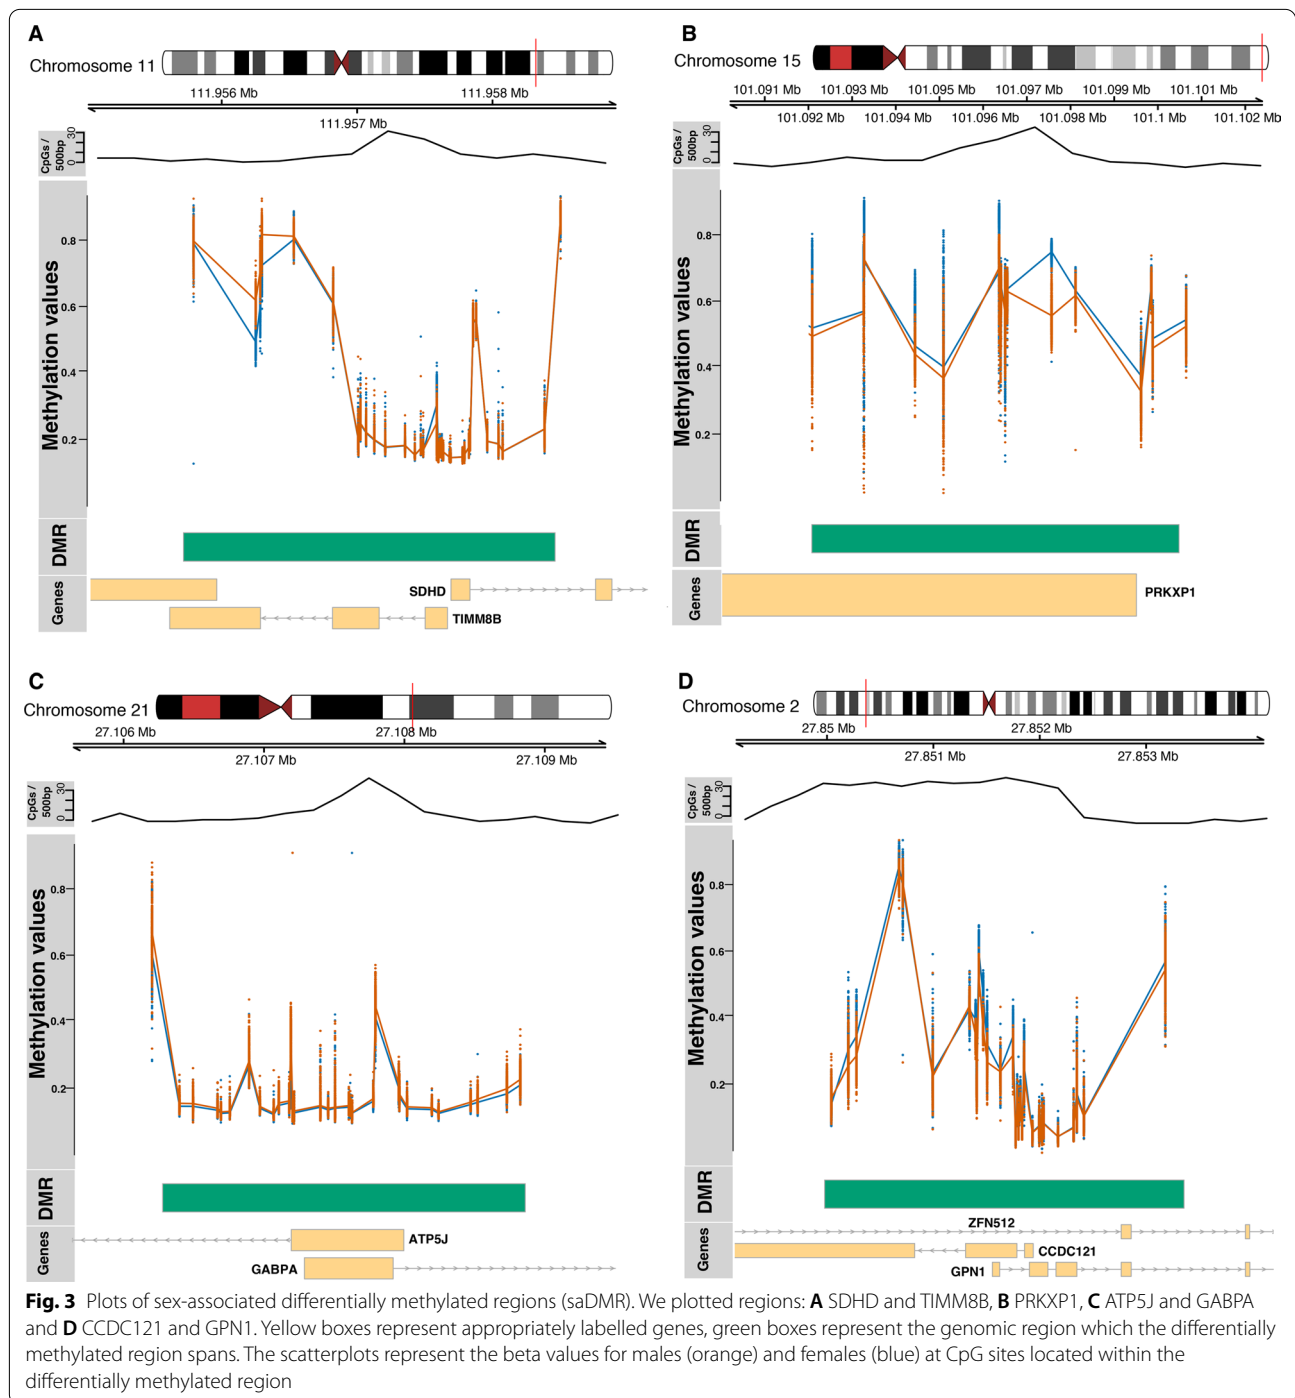 A
Chromosome 11
111.956 Mb
111.958 Mb
111.957 Mb
CpGs / 500bp
0 30
Methylation values
0.8
0.6
0.4
0.2
DMR
Genes
SDHD
TIMM8B
B
Chromosome 15
101.091 Mb 101.093 Mb 101.095 Mb 101.097 Mb 101.099 Mb 101.101 Mb
101.092 Mb 101.094 Mb 101.096 Mb 101.098 Mb 101.1 Mb 101.102 Mb
CpGs / 500bp
0 30
Methylation values
0.8
0.6
0.4
0.2
DMR
Genes
PRKXP1
C
Chromosome 21
27.106 Mb
27.108 Mb
27.107 Mb
27.109 Mb
CpGs / 500bp
0 30
Methylation values
0.8
0.6
0.4
0.2
DMR
Genes
ATP5J
GABPA
D
Chromosome 2
27.85 Mb
27.852 Mb
27.851 Mb
27.853 Mb
CpGs / 500bp
0 30
Methylation values
0.8
0.6
0.4
0.2
DMR
Genes
ZFN512
CCDC121
GPN1
Fig. 3 Plots of sex-associated differentially methylated regions (saDMR). We plotted regions: A SDHD and TIMM8B, B PRKXP1, C ATP5J and GABPA
and D CCDC121 and GPN1. Yellow boxes represent appropriately labelled genes, green boxes represent the genomic region which the differentially
methylated region spans. The scatterplots represent the beta values for males (orange) and females (blue) at CpG sites located within the
differentially methylated region